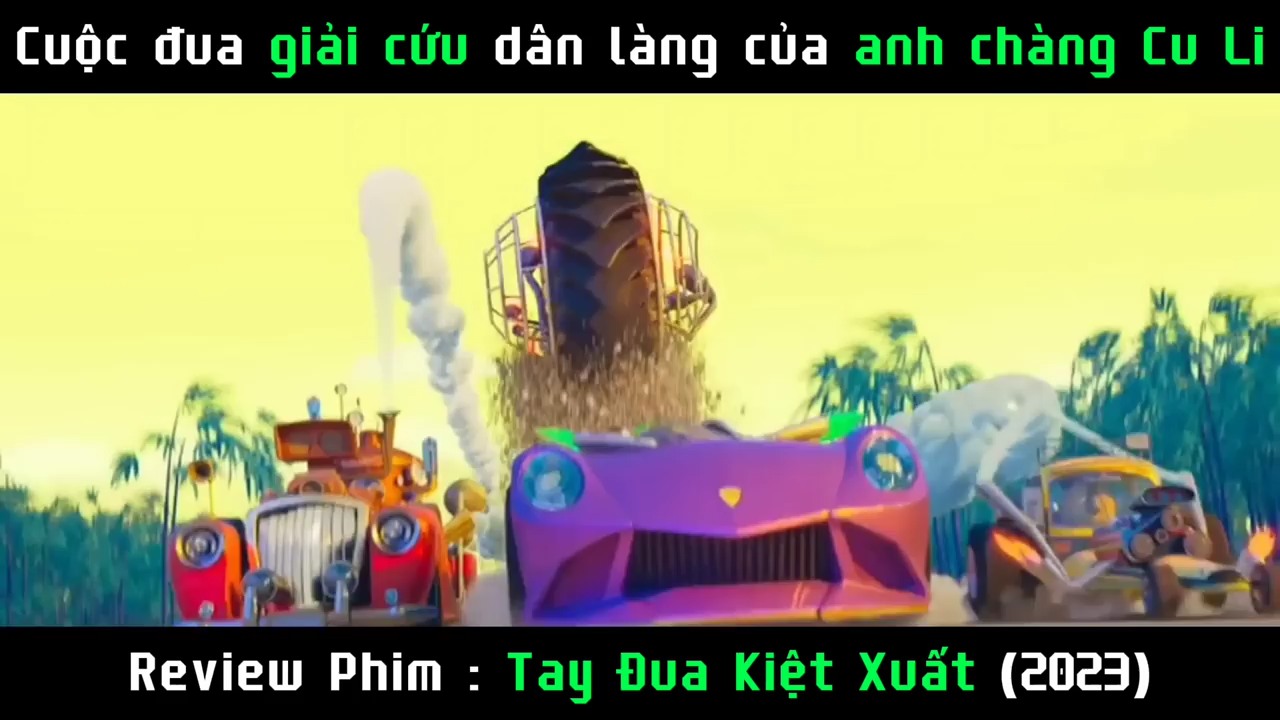 Cuộc đua giải cứu dân làng của anh chàng Cu Li
Review Phim : Tay Đua Kiệt Xuất (2023)